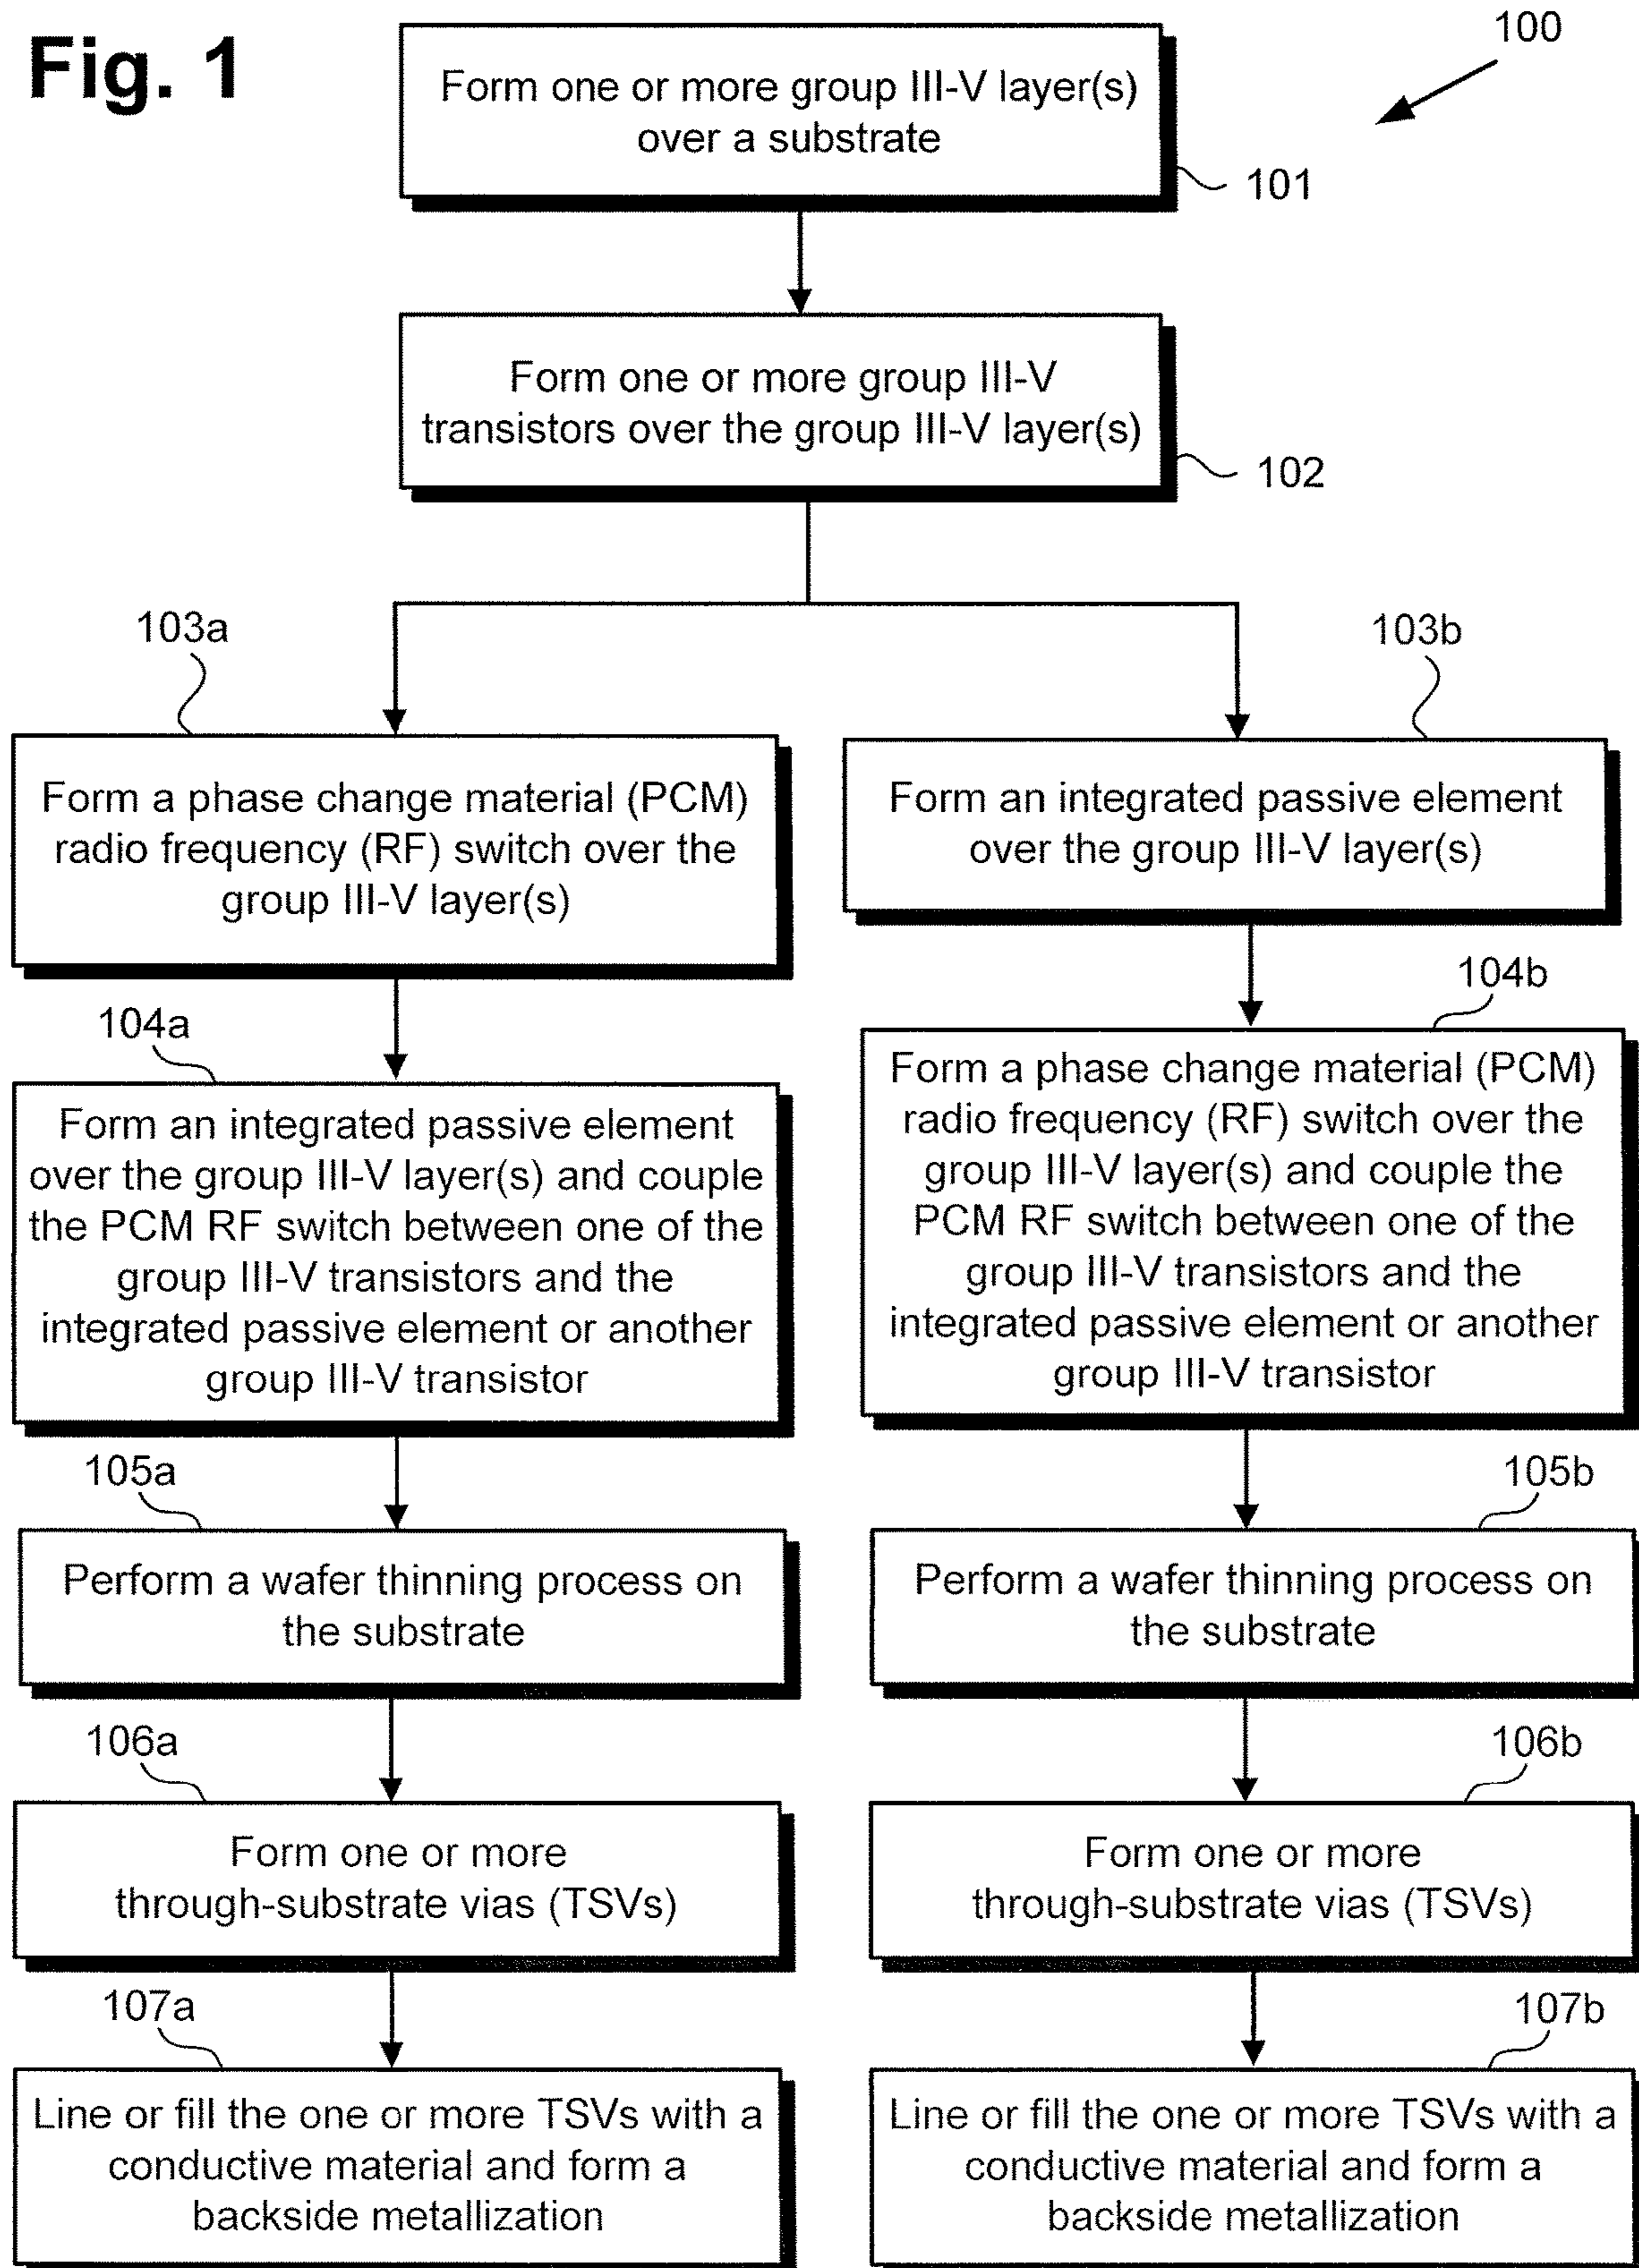 Fig. 1
100
Form one or more group III-V layer(s)
over a substrate
101
Form one or more group III-V
transistors over the group III-V layer(s)
102
103a
Form a phase change material (PCM)
radio frequency (RF) switch over the
group III-V layer(s)
104a
Form an integrated passive element
over the group III-V layer(s) and couple
the PCM RF switch between one of the
group III-V transistors and the
integrated passive element or another
group III-V transistor
105a
Perform a wafer thinning process on
the substrate
106a
Form one or more
through-substrate vias (TSVs)
107a
Line or fill the one or more TSVs with a
conductive material and form a
backside metallization
103b
Form an integrated passive element
over the group III-V layer(s)
104b
Form a phase change material (PCM)
radio frequency (RF) switch over the
group III-V layer(s) and couple the
PCM RF switch between one of the
group III-V transistors and the
integrated passive element or another
group III-V transistor
105b
Perform a wafer thinning process on
the substrate
106b
Form one or more
through-substrate vias (TSVs)
107b
Line or fill the one or more TSVs with a
conductive material and form a
backside metallization